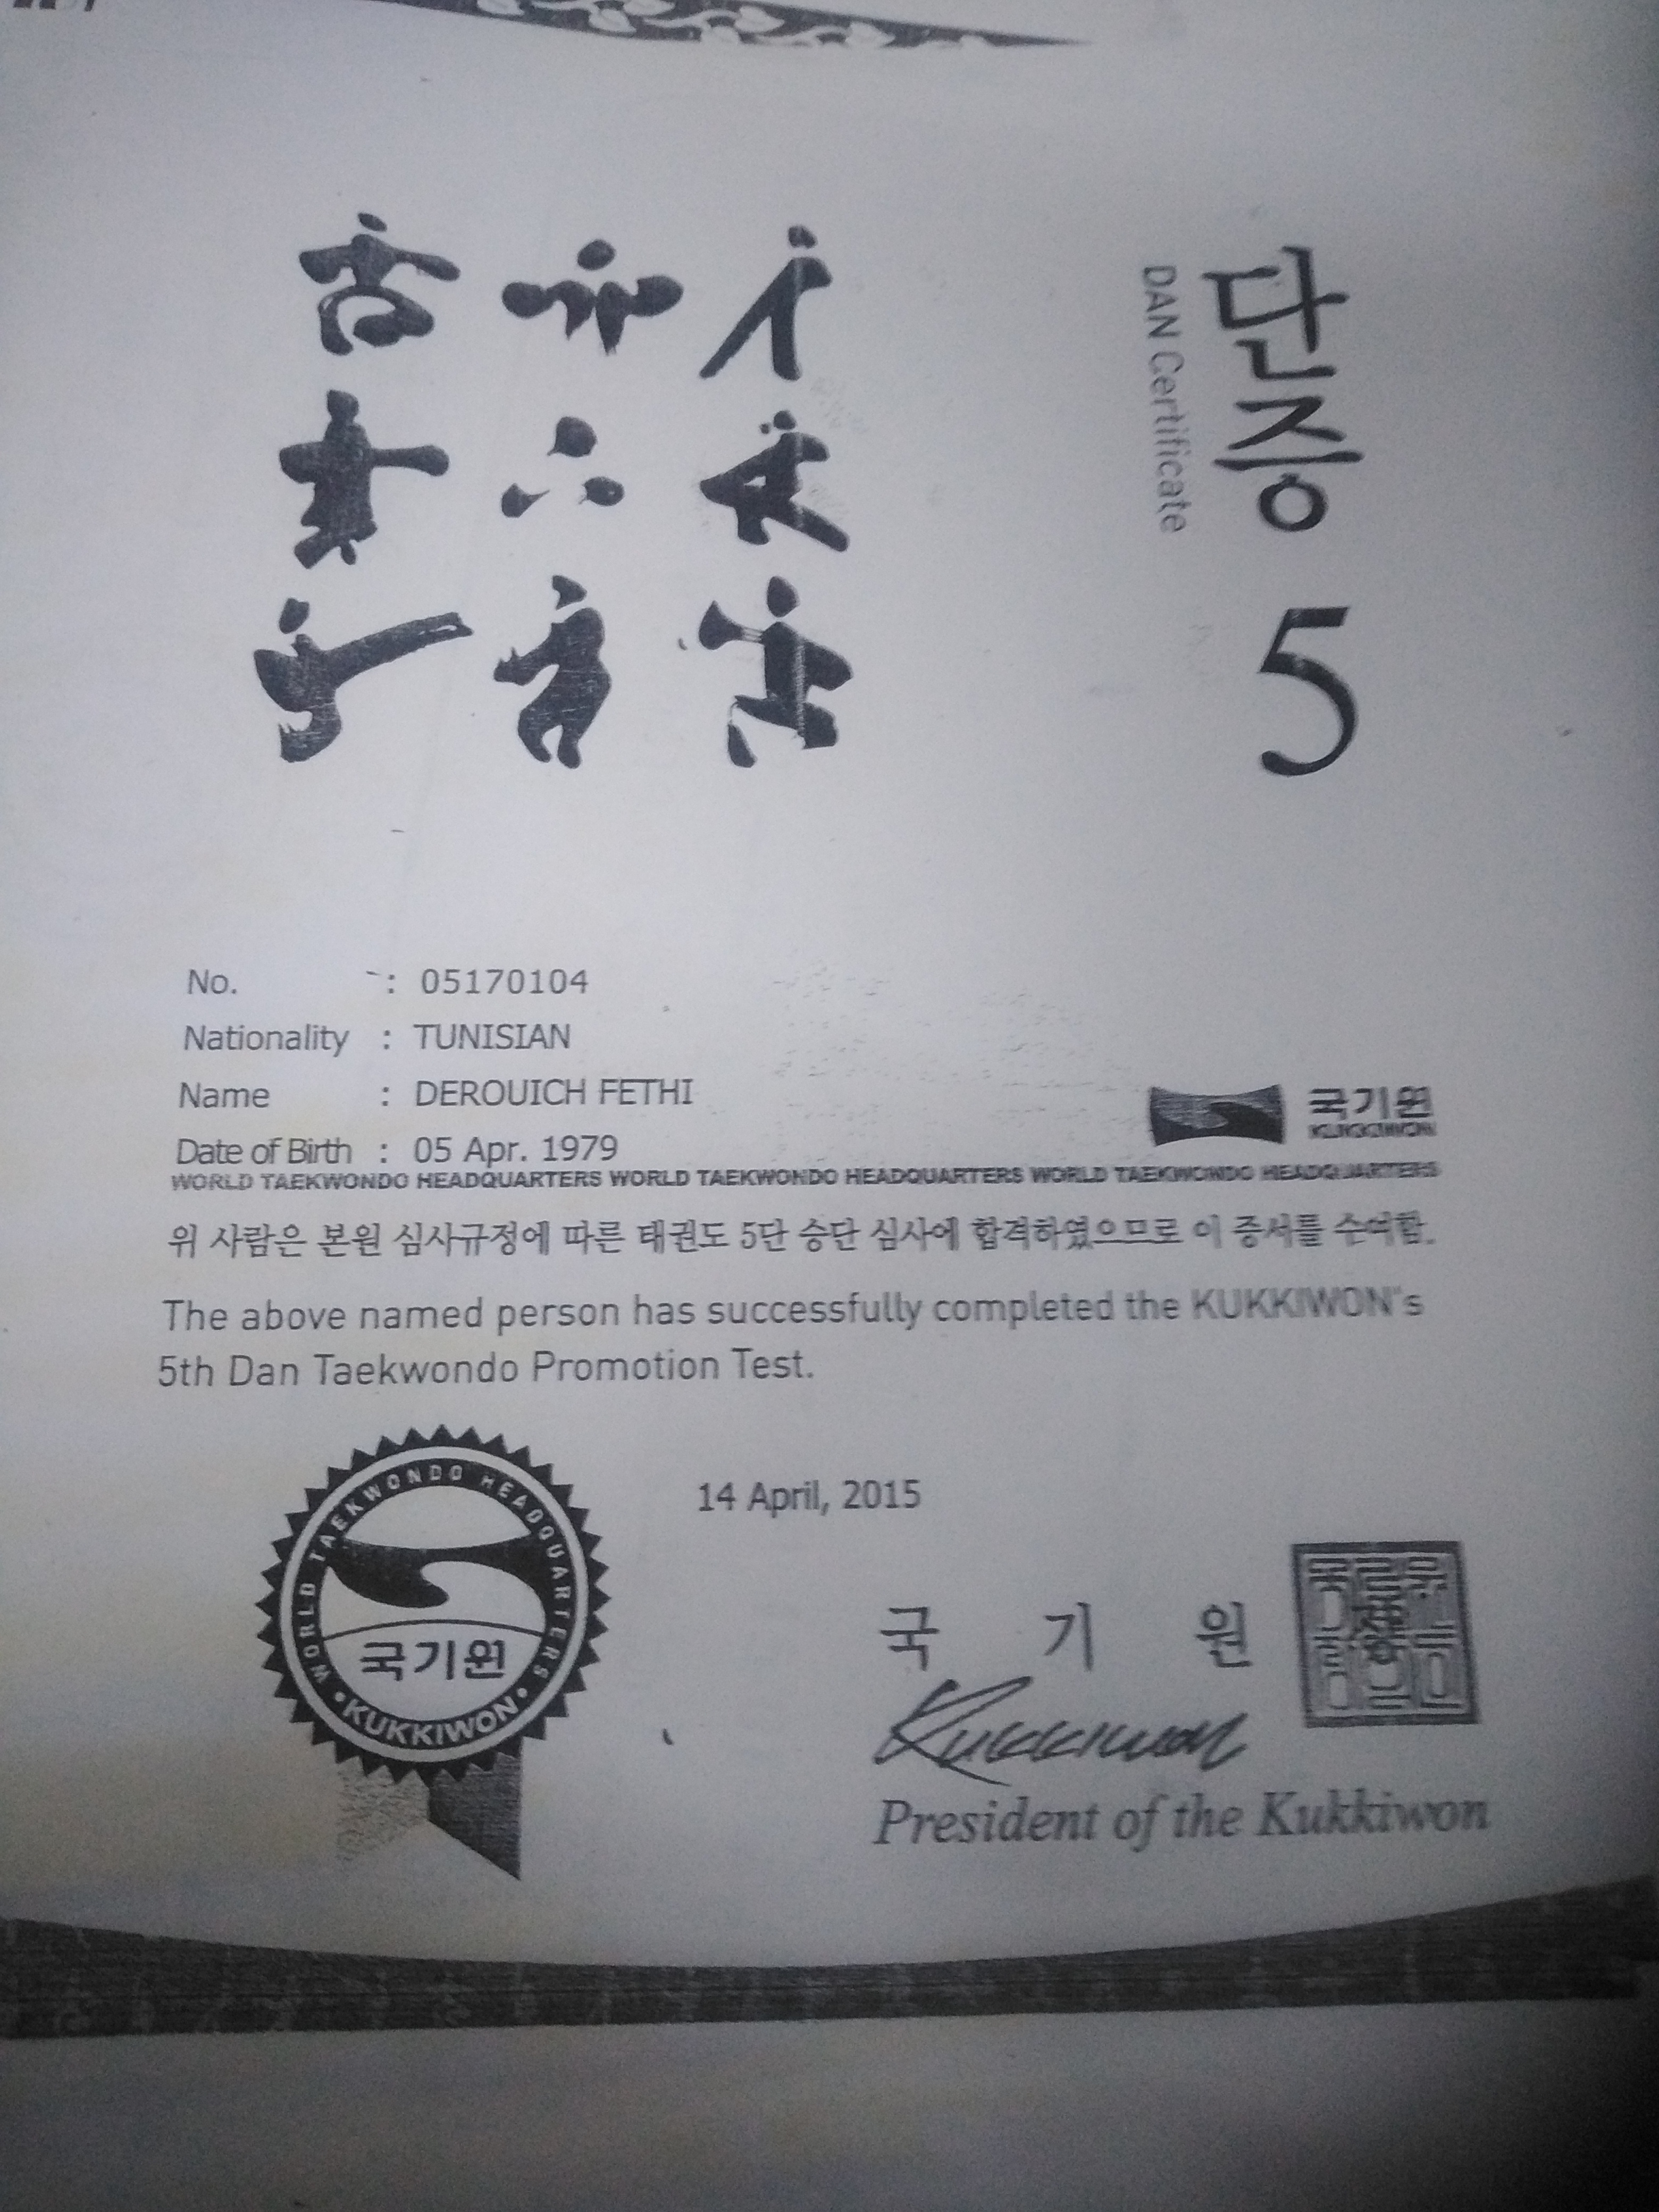 단증 5
DAN Certificate
No. : 05170104
Nationality : TUNISIAN
Name : DEROUICH FETHI
Date of Birth : 05 Apr. 1979
국기원
KUKKIWON
WORLD TAEKWONDO HEADQUARTERS WORLD TAEKWONDO HEADQUARTERS WORLD TAEKWONDO HEADQUARTERS
위 사람은 본원 심사규정에 따른 태권도 5단 승단 심사에 합격하였으므로 이 증서를 수여함.
The above named person has successfully completed the KUKKIWON's
5th Dan Taekwondo Promotion Test.
WORLD TAEKWONDO HEADQUARTERS
국기원
• KUKKIWON •
14 April, 2015
국 기 원
Kukkiwon
President of the Kukkiwon